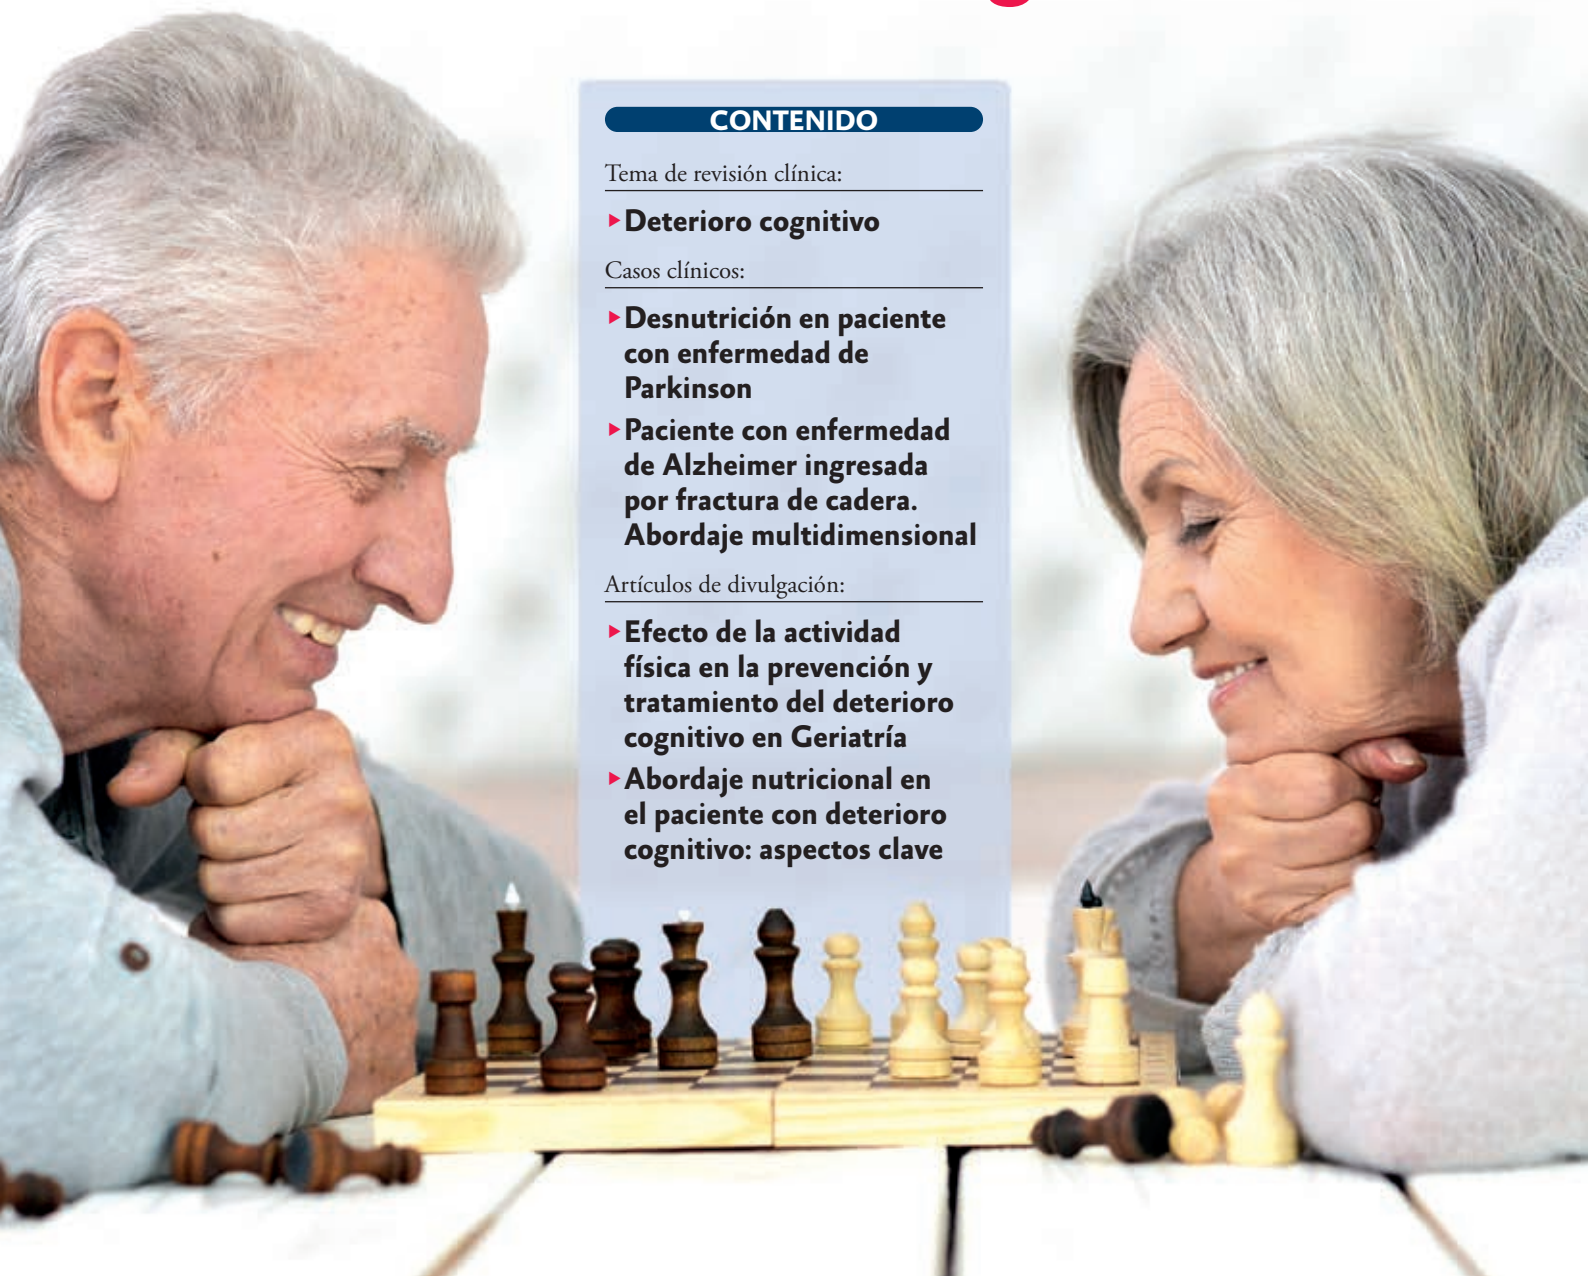 CONTENIDO
Tema de revisión clínica:
▸Deterioro cognitivo
Casos clínicos:
▸Desnutrición en paciente
con enfermedad de
Parkinson
▸Paciente con enfermedad
de Alzheimer ingresada
por fractura de cadera.
Abordaje multidimensional
Artículos de divulgación:
▸Efecto de la actividad
física en la prevención y
tratamiento del deterioro
cognitivo en Geriatría
▸Abordaje nutricional en
el paciente con deterioro
cognitivo: aspectos clave